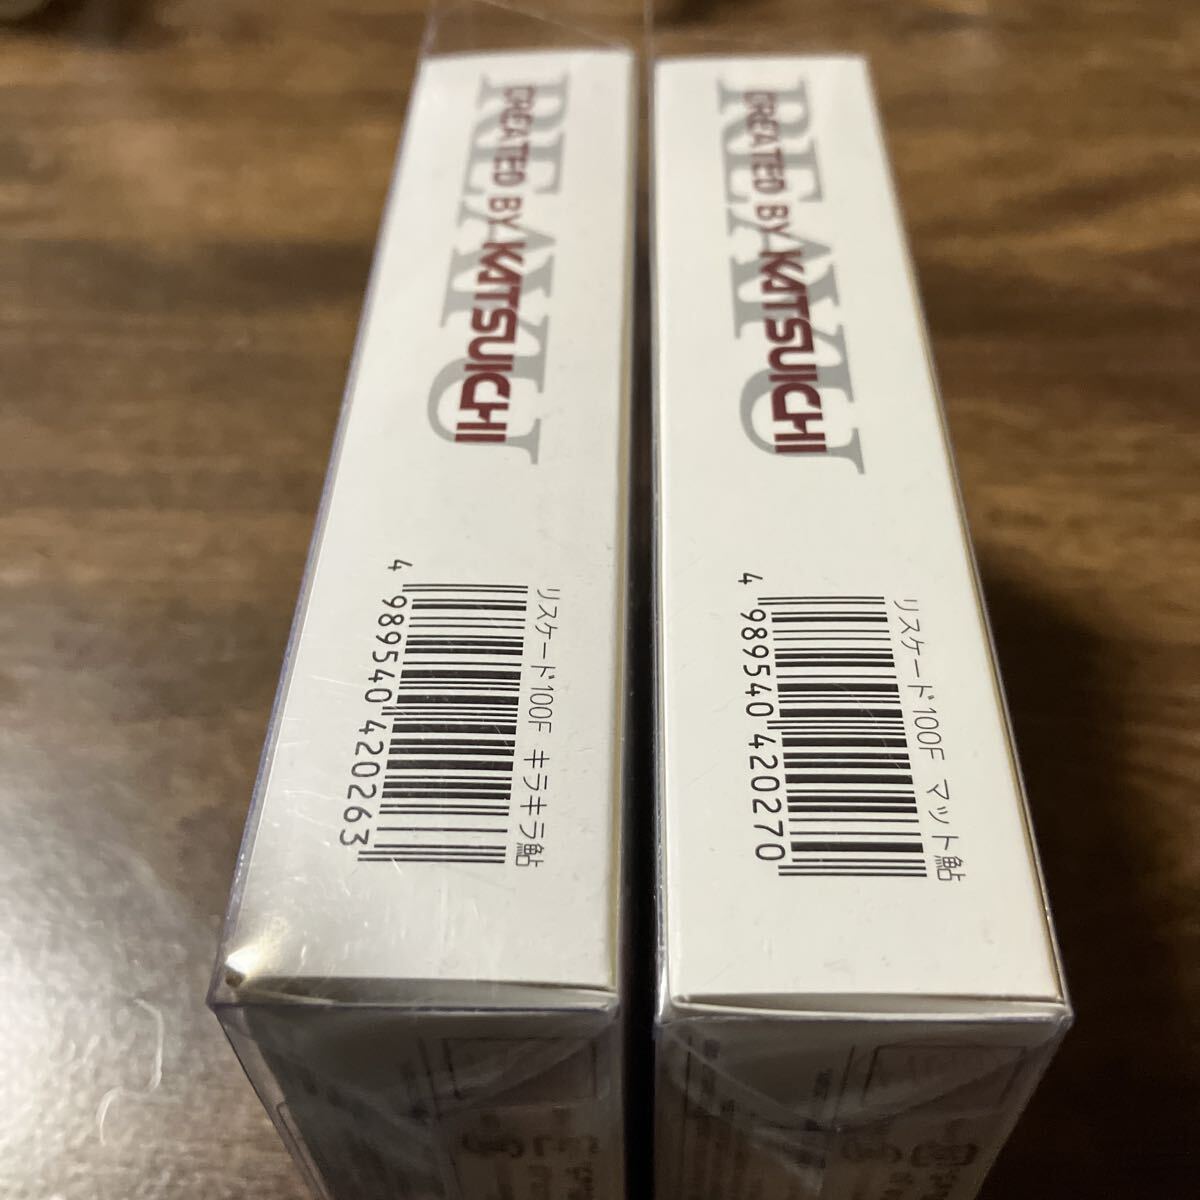 REAYU
CREATED BY KATSUICHI
リスケード100F キラキラ鮎
4 989540 420263
REAYU
CREATED BY KATSUICHI
リスケード100F マット鮎
4 989540 420270